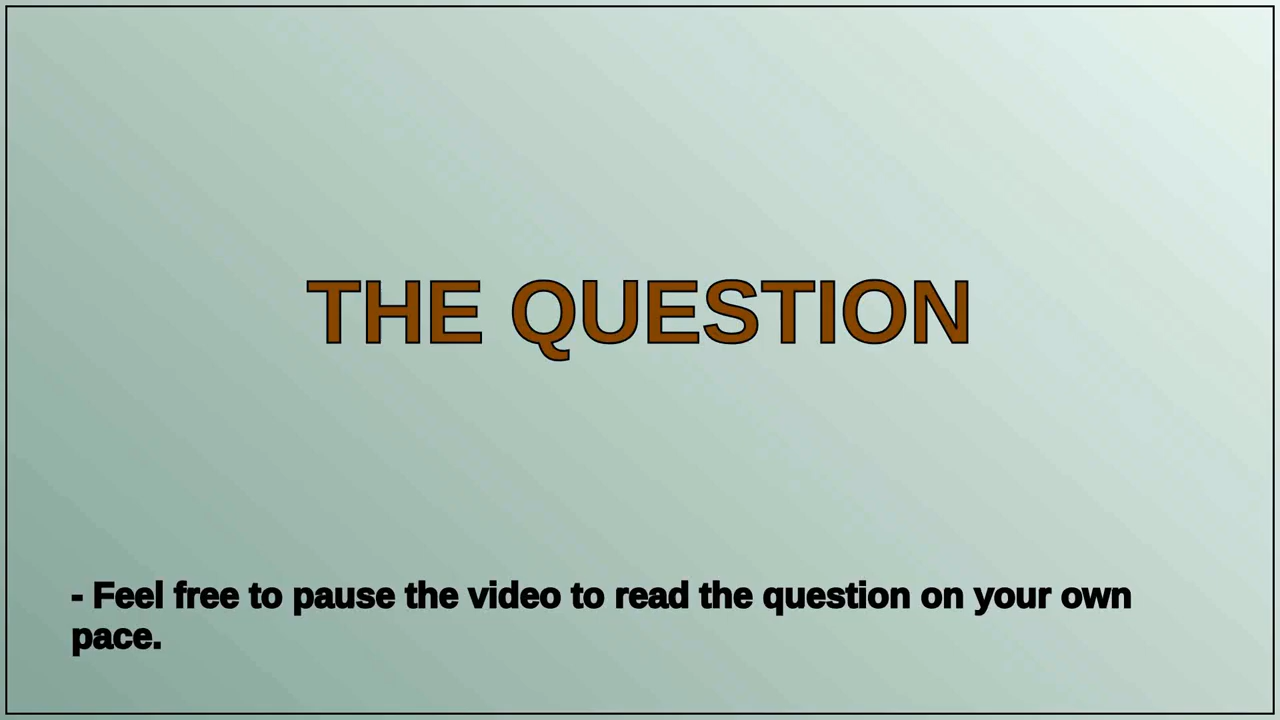 THE QUESTION
- Feel free to pause the video to read the question on your own
pace.